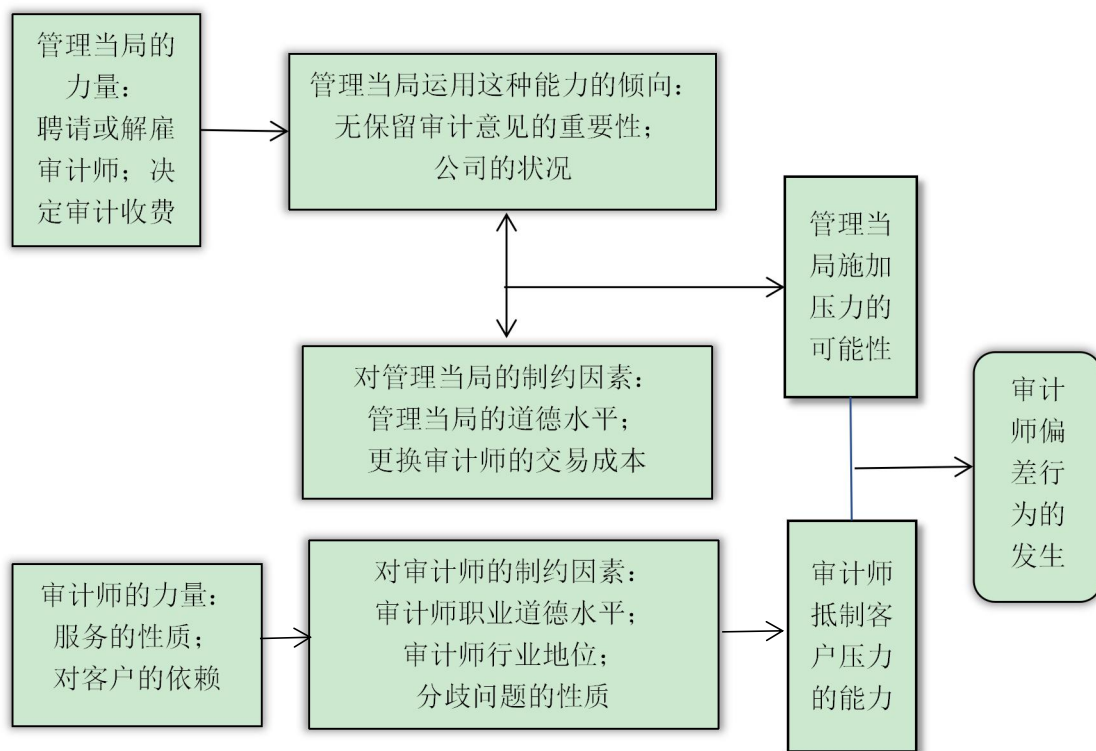 管理当局的
力量：
聘请或解雇
审计师；决
定审计收费
管理当局运用这种能力的倾向：
无保留审计意见的重要性；
公司的状况
对管理当局的制约因素：
管理当局的道德水平；
更换审计师的交易成本
管理当
局施加
压力的
可能性
审计师的力量：
服务的性质；
对客户的依赖
对审计师的制约因素：
审计师职业道德水平；
审计师行业地位；
分歧问题的性质
审计师
抵制客
户压力
的能力
审计
师偏
差行
为的
发生